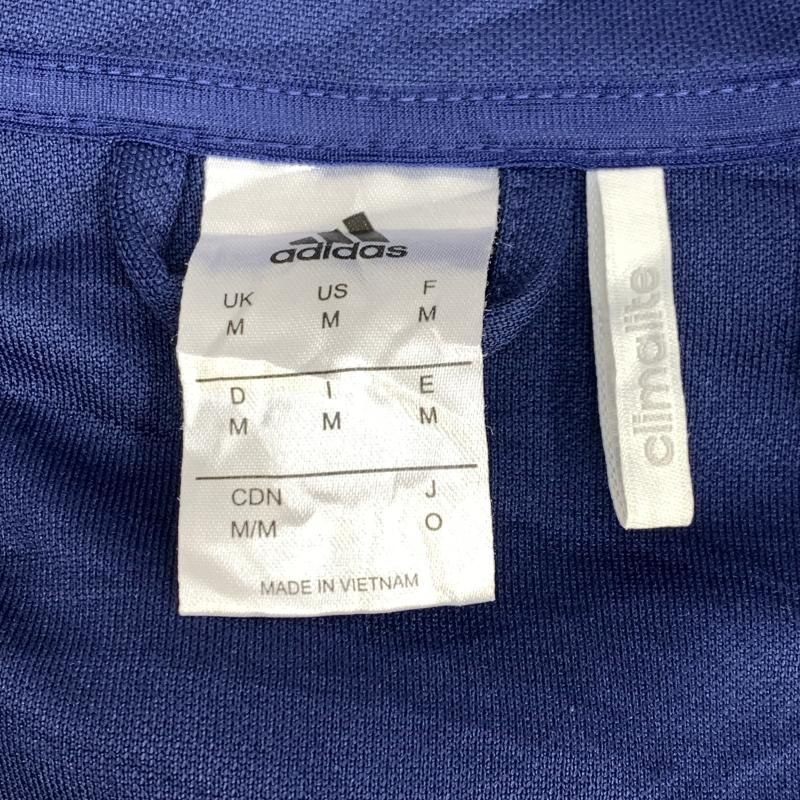 adidas
UK US F
M M M
D I E
M M M
CDN J
M/M O
MADE IN VIETNAM
climalite